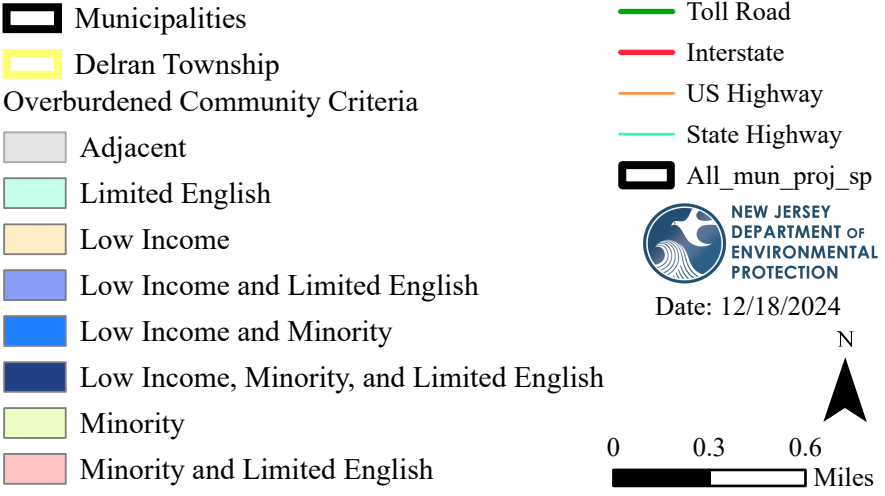 Municipalities
Delran Township
Overburdened Community Criteria
Adjacent
Limited English
Low Income
Low Income and Limited English
Low Income and Minority
Low Income, Minority, and Limited English
Minority
Minority and Limited English
Toll Road
Interstate
US Highway
State Highway
All_mun_proj_sp
NEW JERSEY
DEPARTMENT OF
ENVIRONMENTAL
PROTECTION
Date: 12/18/2024
N
0 0.3 0.6
Miles